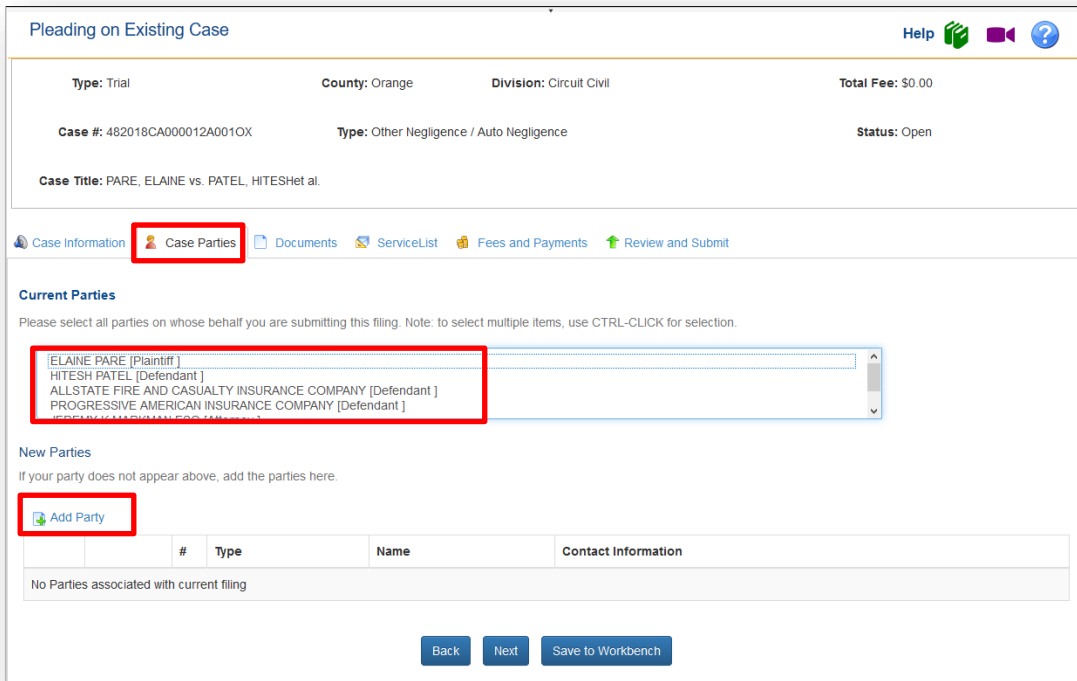 Pleading on Existing Case
Help
Type: Trial County: Orange Division: Circuit Civil Total Fee: $0.00
Case #: 482018CA000012A001OX Type: Other Negligence / Auto Negligence Status: Open
Case Title: PARE, ELAINE vs. PATEL, HITESHet al.
Case Information Case Parties Documents ServiceList Fees and Payments Review and Submit
Current Parties
Please select all parties on whose behalf you are submitting this filing. Note: to select multiple items, use CTRL-CLICK for selection.
ELAINE PARE [Plaintiff ]
HITESH PATEL [Defendant ]
ALLSTATE FIRE AND CASUALTY INSURANCE COMPANY [Defendant ]
PROGRESSIVE AMERICAN INSURANCE COMPANY [Defendant ]
JEREMY K MARKMAN ESQ [Attorney ]
New Parties
If your party does not appear above, add the parties here.
Add Party
# Type Name Contact Information
No Parties associated with current filing
Back Next Save to Workbench